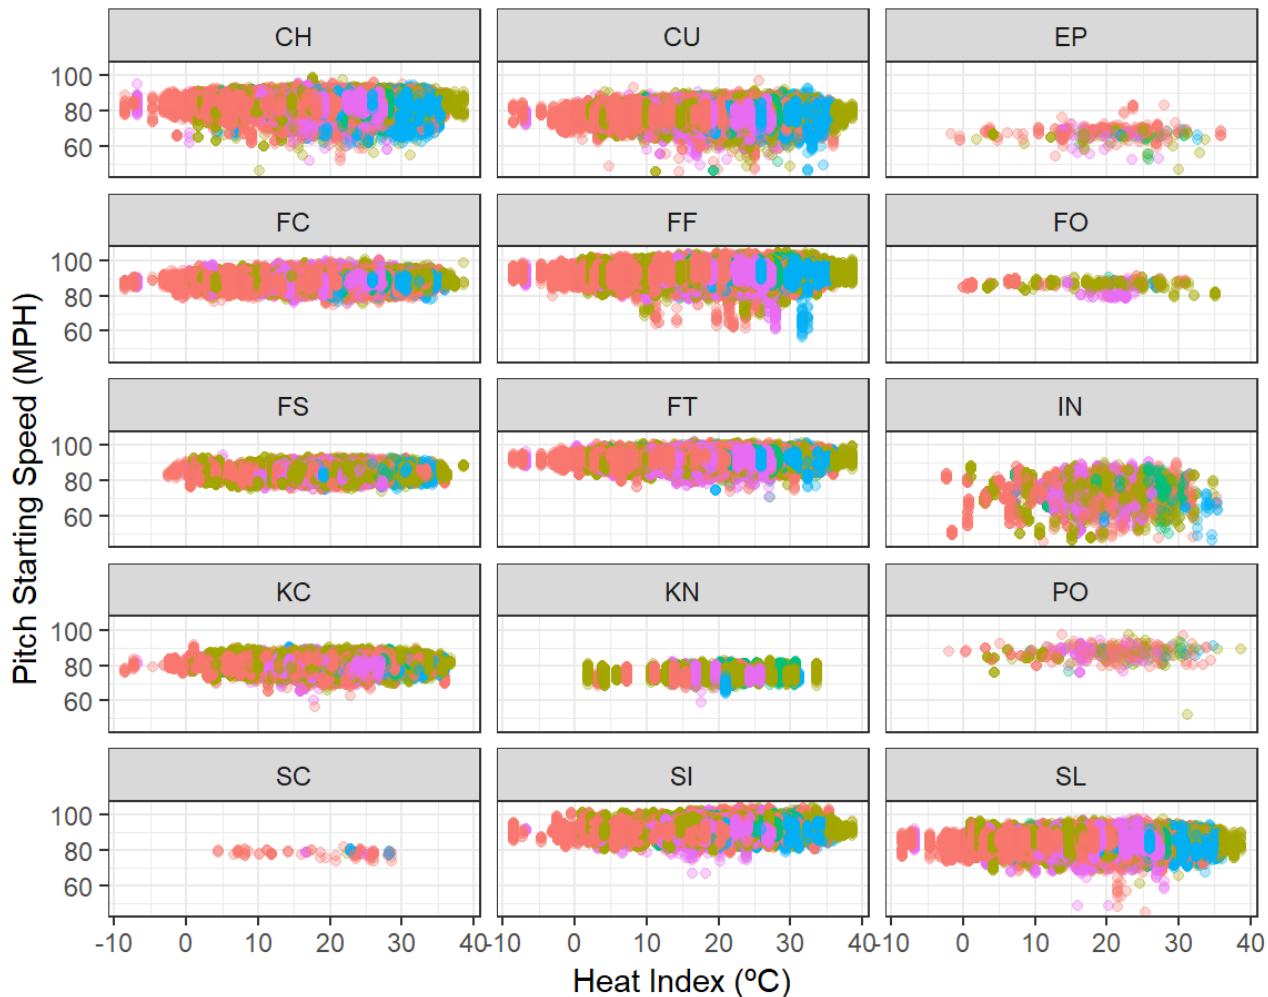 CH CU EP
100
80
60
FC FF FO
100
80
60
FS FT IN
100
80
60
KC KN PO
100
80
60
SC SI SL
100
80
60
-10 0 10 20 30 40 -10 0 10 20 30 40 -10 0 10 20 30 40
Heat Index (ºC)
Pitch Starting Speed (MPH)